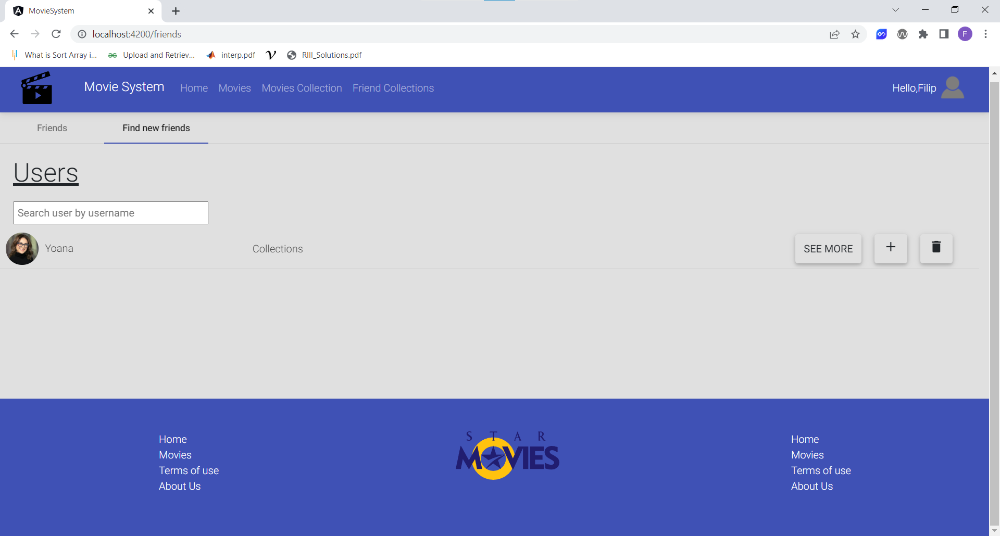 MovieSystem
localhost:4200/friends
F
What is Sort Array i...
Upload and Retriev...
interp.pdf
RIII_Solutions.pdf
Movie System
Home
Movies
Movies Collection
Friend Collections
Hello,Filip
Friends
Find new friends
Users
Search user by username
Yoana
Collections
SEE MORE
Home
Movies
Terms of use
About Us
STAR
MOVIES
Home
Movies
Terms of use
About Us